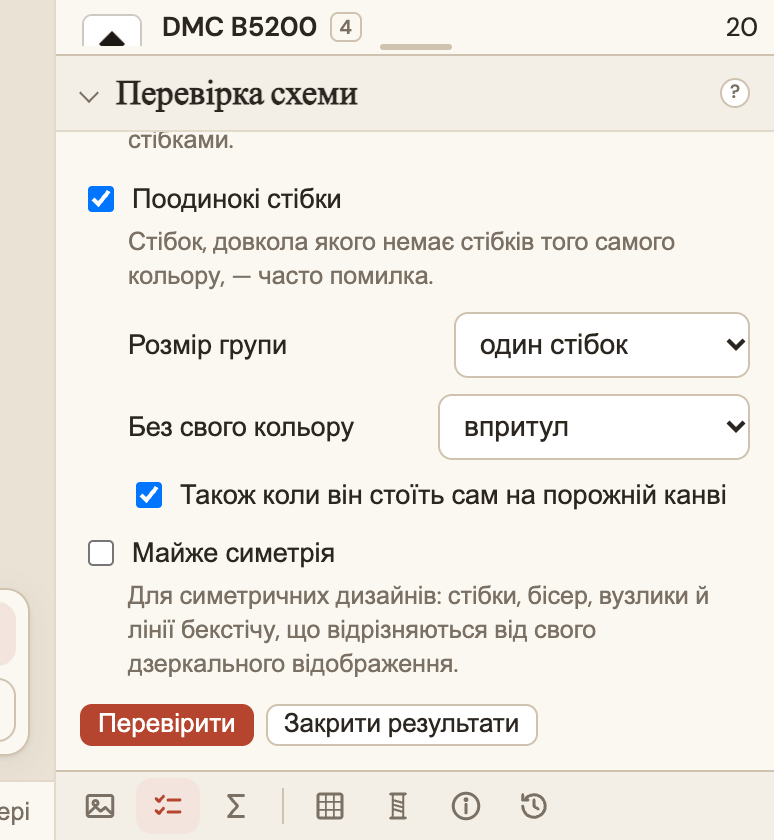 DMC B5200 4 20
Перевірка схеми ?
стібками.
Поодинокі стібки
Стібок, довкола якого немає стібків того самого
кольору, — часто помилка.
Розмір групи один стібок
Без свого кольору впритул
Також коли він стоїть сам на порожній канві
Майже симетрія
Для симетричних дизайнів: стібки, бісер, вузлики й
лінії бекстічу, що відрізняються від свого
дзеркального відображення.
Перевірити Закрити результати
ері